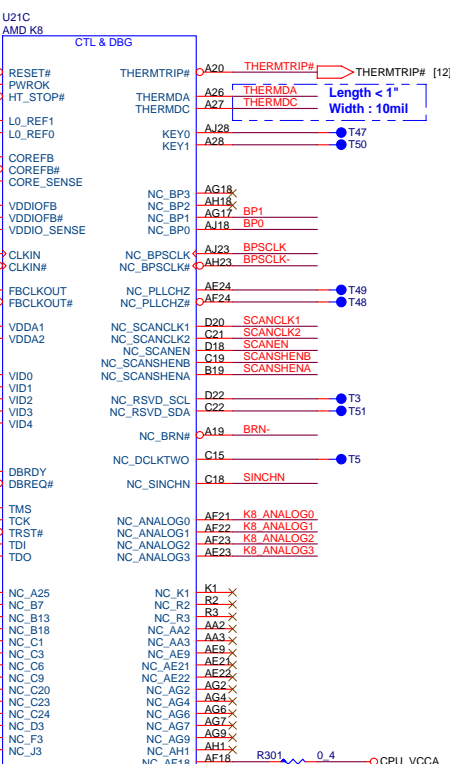 U21C
AMD K8
CTL & DBG
RESET# THERMTRIP# A20 THERMTRIP# THERMTRIP# [12]
PWROK
HT_STOP# THERMDA A26 THERMDA Length < 1"
THERMDC A27 THERMDC Width : 10mil
L0_REF1
L0_REF0 KEY0 AJ28 T47
KEY1 A28 T50
COREFB
COREFB#
CORE_SENSE
NC_BP3 AG18
VDDIOFB NC_BP2 AH18
VDDIOFB# NC_BP1 AG17 BP1
VDDIO_SENSE NC_BP0 AJ18 BP0
CLKIN NC_BPSCLK AJ23 BPSCLK
CLKIN# NC_BPSCLK# AH23 BPSCLK-
FBCLKOUT NC_PLLCHZ AE24 T49
FBCLKOUT# NC_PLLCHZ# AF24 T48
VDDA1 NC_SCANCLK1 D20 SCANCLK1
VDDA2 NC_SCANCLK2 C21 SCANCLK2
NC_SCANEN D18 SCANEN
NC_SCANSHENB C19 SCANSHENB
VID0 NC_SCANSHENA B19 SCANSHENA
VID1
VID2 NC_RSVD_SCL D22 T3
VID3 NC_RSVD_SDA C22 T51
VID4
NC_BRN# A19 BRN-
NC_DCLKTWO C15 T5
DBRDY
DBREQ# NC_SINCHN C18 SINCHN
TMS
TCK NC_ANALOG0 AF21 K8_ANALOG0
TRST# NC_ANALOG1 AF22 K8_ANALOG1
TDI NC_ANALOG2 AF23 K8_ANALOG2
TDO NC_ANALOG3 AE23 K8_ANALOG3
NC_A25 NC_K1 K1
NC_B7 NC_R2 R2
NC_B13 NC_R3 R3
NC_B18 NC_AA2 AA2
NC_C1 NC_AA3 AA3
NC_C3 NC_AE9 AE9
NC_C6 NC_AE21 AE21
NC_C9 NC_AE22 AE22
NC_C20 NC_AG2 AG2
NC_C23 NC_AG4 AG4
NC_C24 NC_AG6 AG6
NC_D3 NC_AG7 AG7
NC_F3 NC_AG9 AG9
NC_J3 NC_AH1 AH1
NC_AF18 AF18 R301 0_4 CPU_VCCA